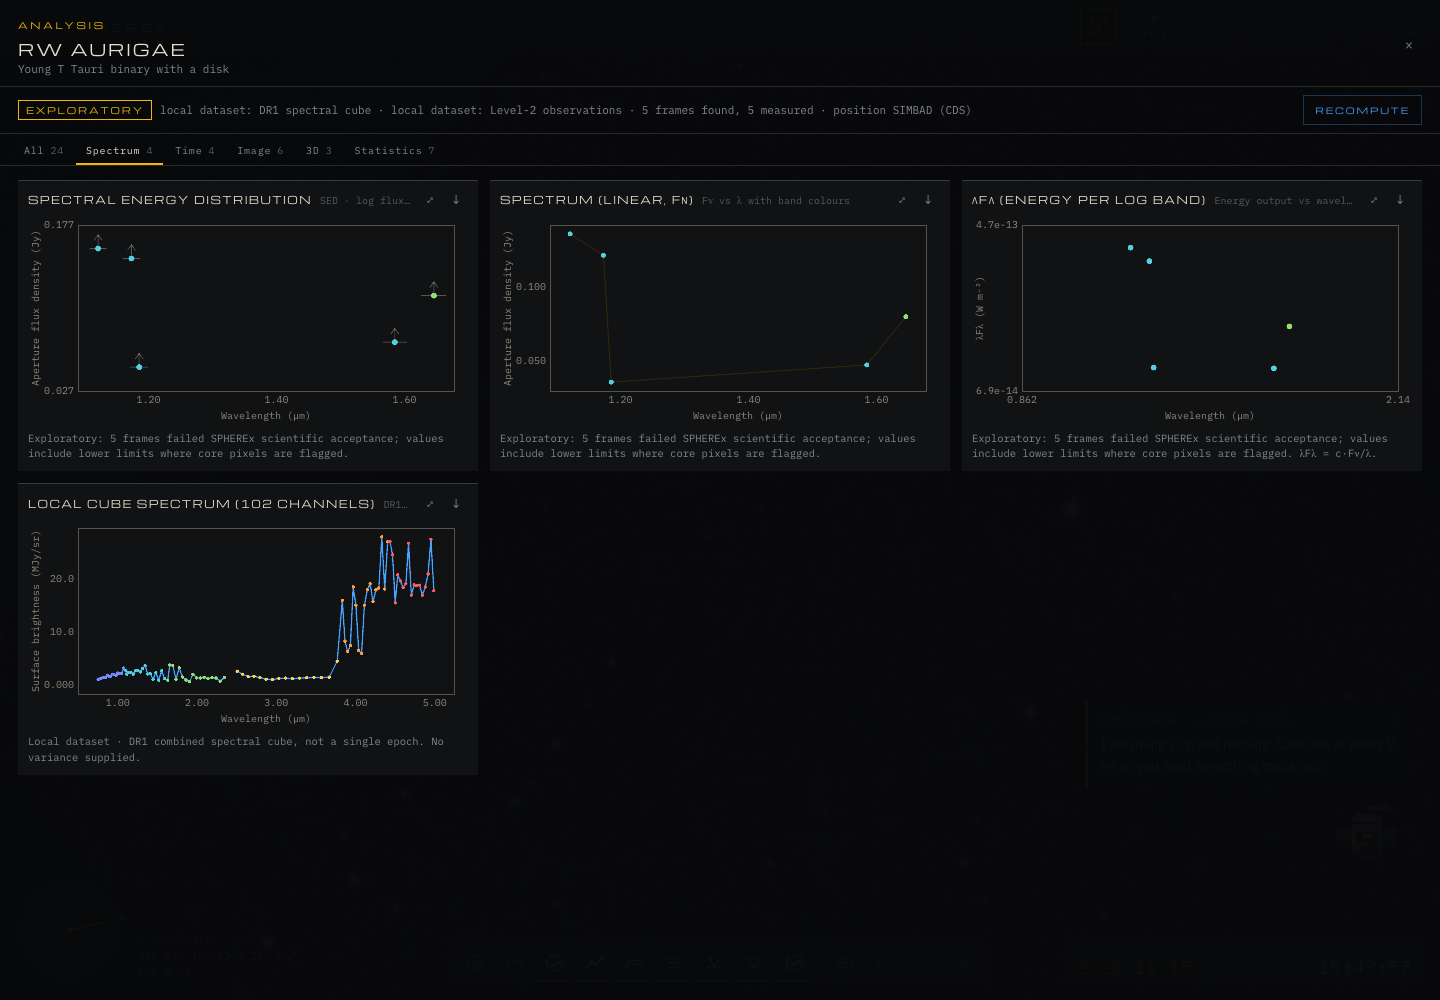 ANALYSIS
RW AURIGAE
Young T Tauri binary with a disk
×
EXPLORATORY local dataset: DR1 spectral cube · local dataset: Level-2 observations · 5 frames found, 5 measured · position SIMBAD (CDS)
RECOMPUTE
All 24 Spectrum 4 Time 4 Image 6 3D 3 Statistics 7
SPECTRAL ENERGY DISTRIBUTION SED · log flux…
0.177
Aperture flux density (Jy)
0.027
1.20 1.40 1.60
Wavelength (µm)
Exploratory: 5 frames failed SPHEREx scientific acceptance; values
include lower limits where core pixels are flagged.
SPECTRUM (LINEAR, FΝ) Fν vs λ with band colours
Aperture flux density (Jy)
0.100
0.050
1.20 1.40 1.60
Wavelength (µm)
Exploratory: 5 frames failed SPHEREx scientific acceptance; values
include lower limits where core pixels are flagged.
ΛFΛ (ENERGY PER LOG BAND) Energy output vs wavel…
4.7e-13
λFλ (W m⁻²)
6.9e-14
0.862 2.14
Wavelength (µm)
Exploratory: 5 frames failed SPHEREx scientific acceptance; values
include lower limits where core pixels are flagged. λFλ = c·Fν/λ.
LOCAL CUBE SPECTRUM (102 CHANNELS) DR1…
Surface brightness (MJy/sr)
20.0
10.0
0.000
1.00 2.00 3.00 4.00 5.00
Wavelength (µm)
Local dataset · DR1 combined spectral cube, not a single epoch. No
variance supplied.